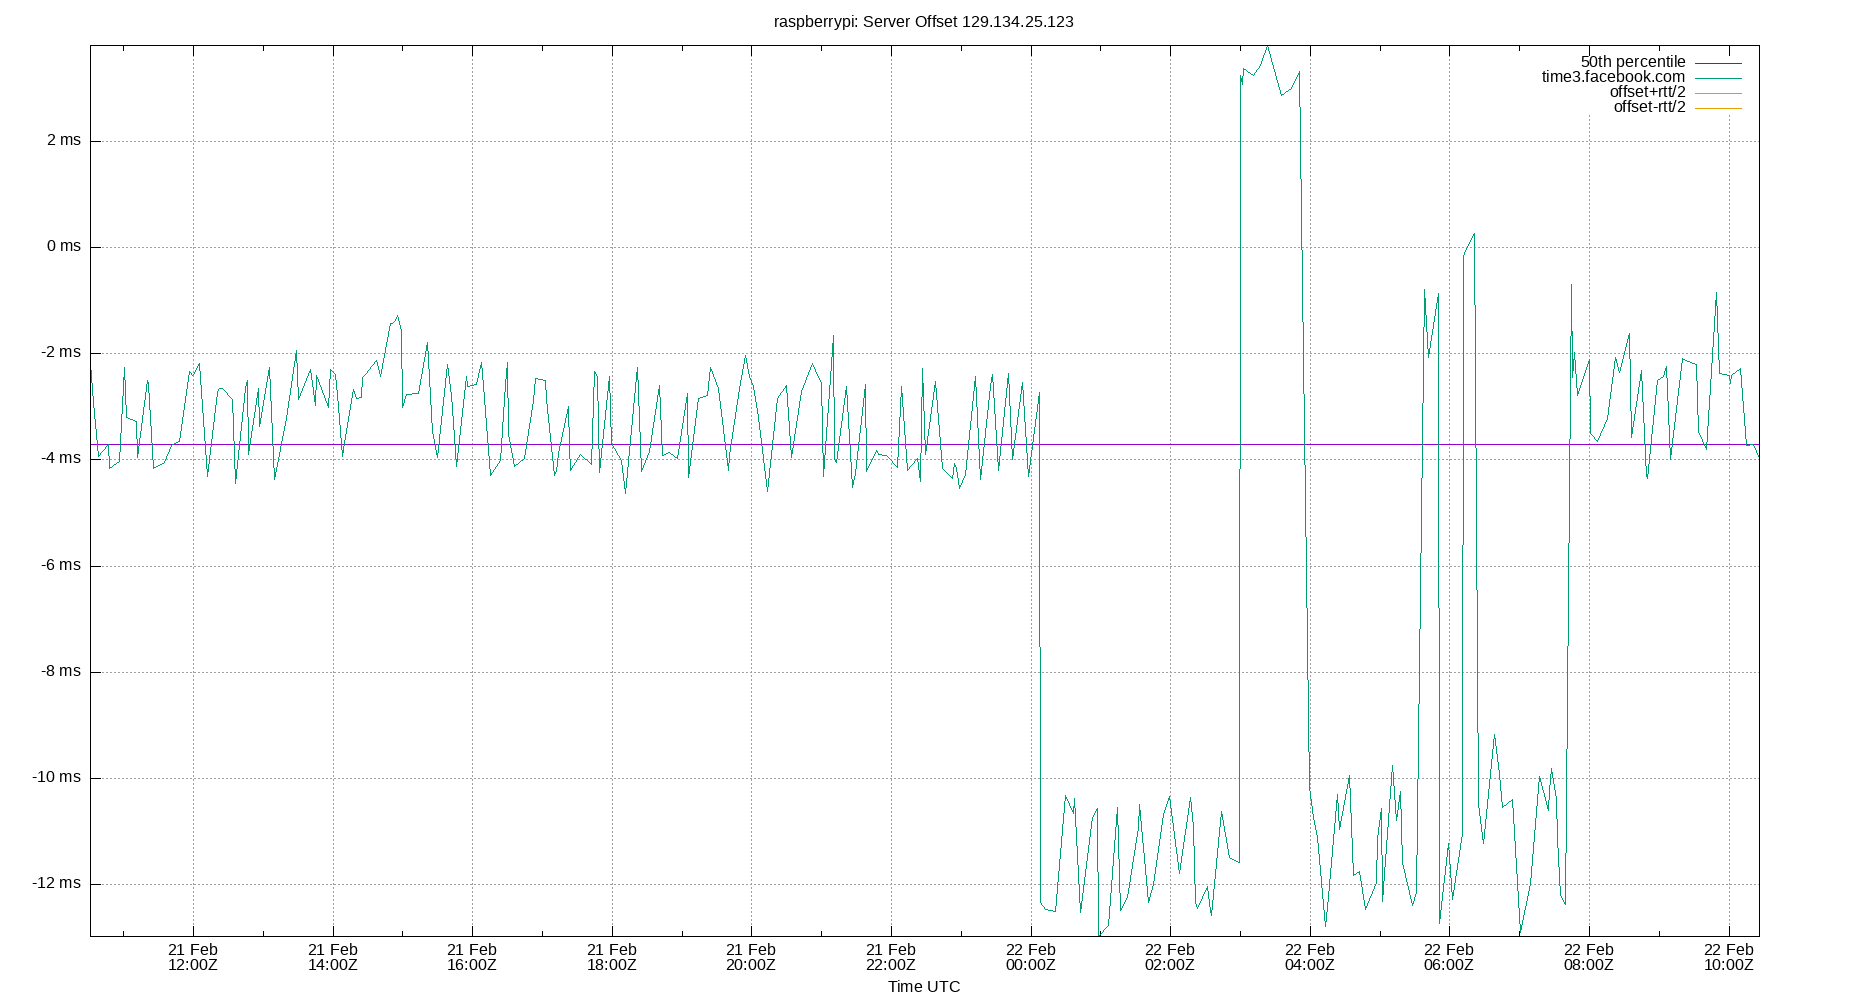 raspberrypi: Server Offset 129.134.25.123
50th percentile
time3.facebook.com
offset+rtt/2
offset-rtt/2
2 ms
0 ms
-2 ms
-4 ms
-6 ms
-8 ms
-10 ms
-12 ms
21 Feb 21 Feb 21 Feb 21 Feb 21 Feb 21 Feb 22 Feb 22 Feb 22 Feb 22 Feb 22 Feb 22 Feb
12:00Z 14:00Z 16:00Z 18:00Z 20:00Z 22:00Z 00:00Z 02:00Z 04:00Z 06:00Z 08:00Z 10:00Z
Time UTC